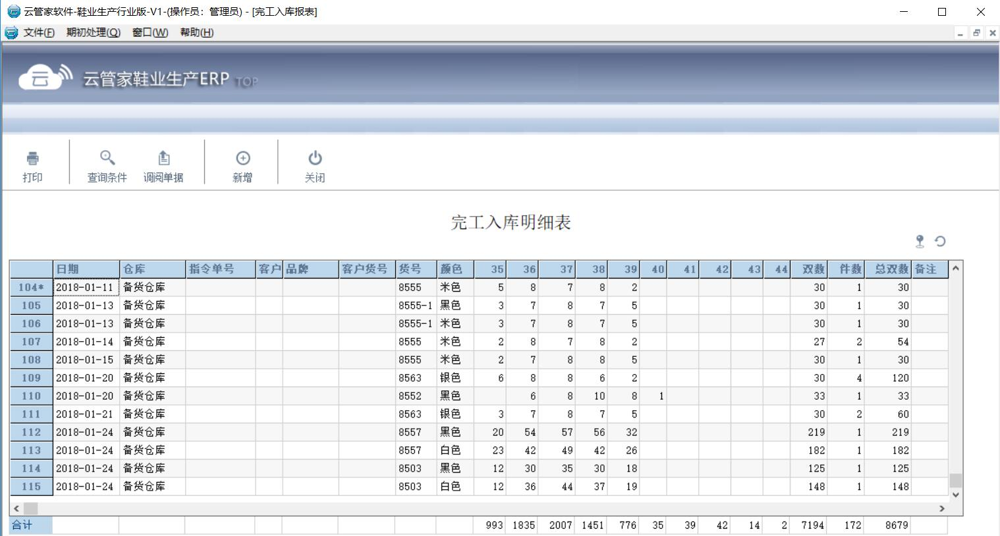 云管家软件-鞋业生产行业版-V1-(操作员：管理员) - [完工入库报表]
文件(F) 期初处理(Q) 窗口(W) 帮助(H)
云 云管家鞋业生产ERP TOP
打印 查询条件 调阅单据 新增 关闭
完工入库明细表
日期 仓库 指令单号 客户 品牌 客户货号 货号 颜色 35 36 37 38 39 40 41 42 43 44 双数 件数 总双数 备注
104* 2018-01-11 备货仓库 8555 米色 5 8 7 8 2 30 1 30
105 2018-01-13 备货仓库 8555-1 黑色 3 7 8 7 5 30 1 30
106 2018-01-13 备货仓库 8555-1 米色 3 7 8 7 5 30 1 30
107 2018-01-14 备货仓库 8555 米色 2 8 7 8 2 27 2 54
108 2018-01-15 备货仓库 8555 米色 2 7 8 8 5 30 1 30
109 2018-01-20 备货仓库 8563 银色 6 8 8 6 2 30 4 120
110 2018-01-20 备货仓库 8552 黑色 6 8 10 8 1 33 1 33
111 2018-01-21 备货仓库 8563 银色 3 7 8 7 5 30 2 60
112 2018-01-24 备货仓库 8557 黑色 20 54 57 56 32 219 1 219
113 2018-01-24 备货仓库 8557 白色 23 42 49 42 26 182 1 182
114 2018-01-24 备货仓库 8503 黑色 12 30 35 30 18 125 1 125
115 2018-01-24 备货仓库 8503 白色 12 36 44 37 19 148 1 148
合计 993 1835 2007 1451 776 35 39 42 14 2 7194 172 8679